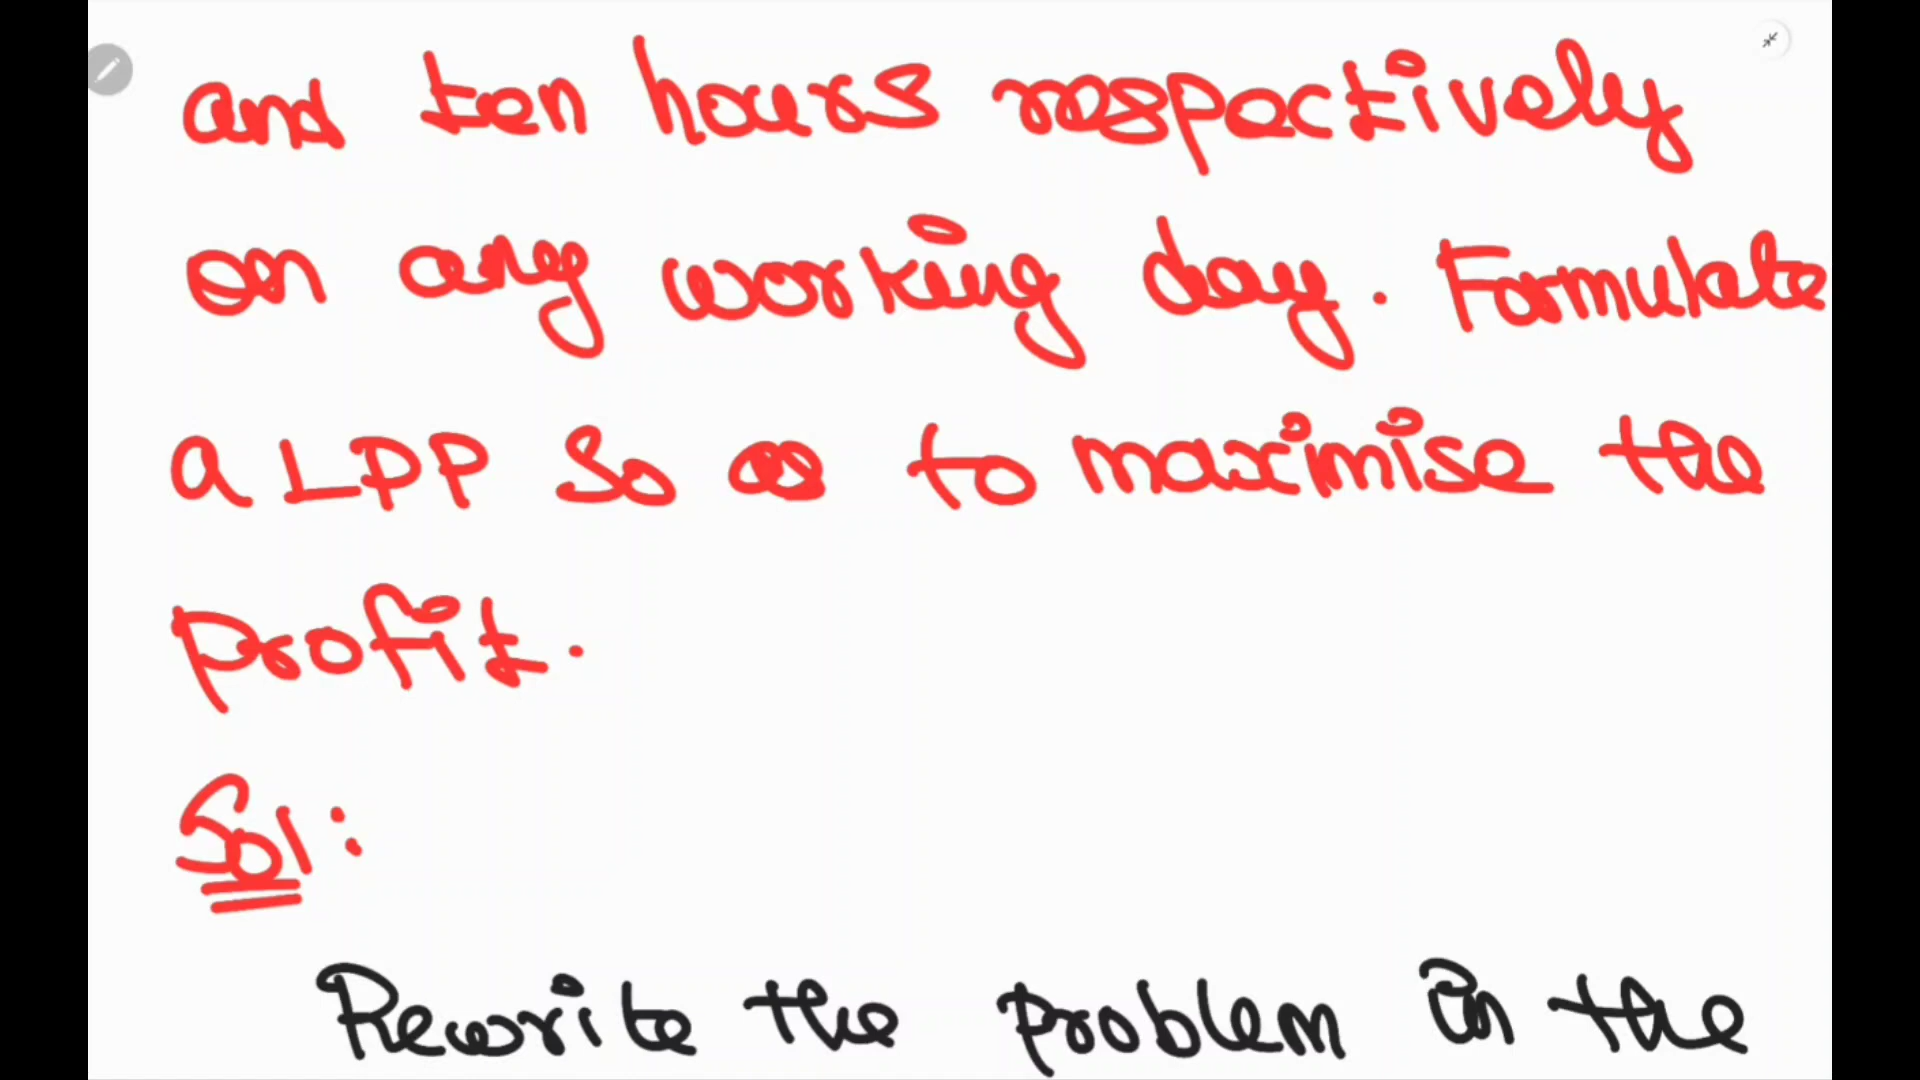 and ten hours respectively
on any working day. Formulate
a LPP so as to maximise the
profit.
Sol:
Rewrite the problem in the